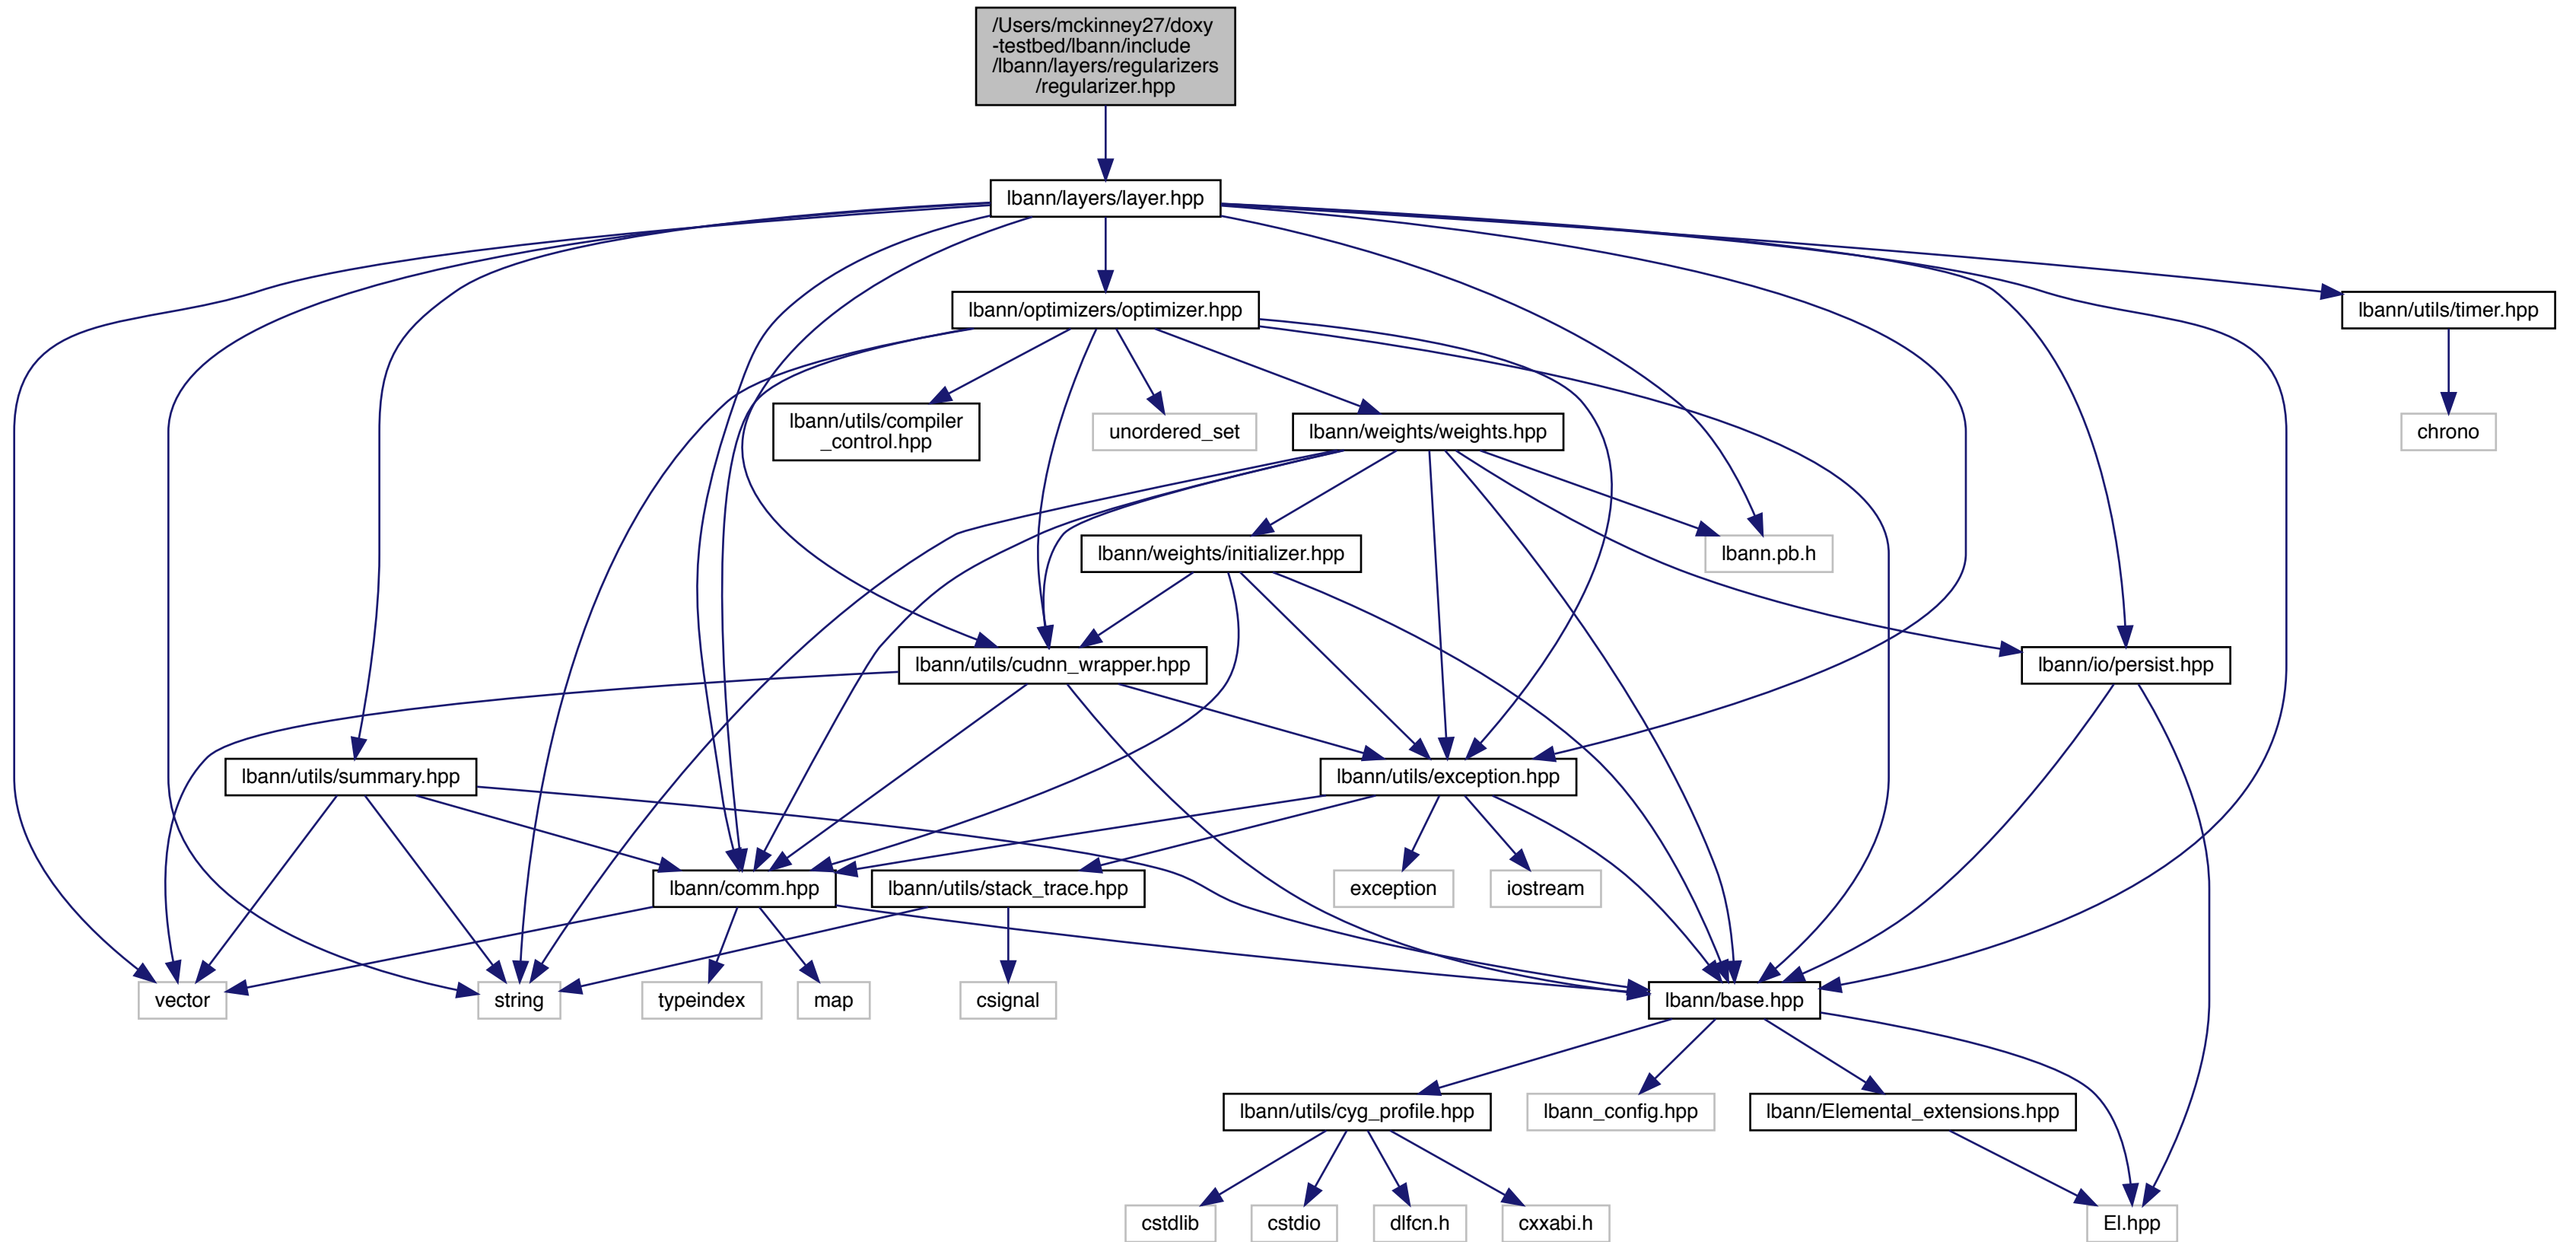 /Users/mckinney27/doxy
-testbed/lbann/include
/lbann/layers/regularizers
/regularizer.hpp
lbann/layers/layer.hpp
lbann/optimizers/optimizer.hpp
lbann/utils/timer.hpp
lbann/utils/compiler
_control.hpp
unordered_set
lbann/weights/weights.hpp
chrono
lbann/weights/initializer.hpp
lbann.pb.h
lbann/utils/cudnn_wrapper.hpp
lbann/io/persist.hpp
lbann/utils/summary.hpp
lbann/utils/exception.hpp
lbann/comm.hpp
lbann/utils/stack_trace.hpp
exception
iostream
vector
string
typeindex
map
csignal
lbann/base.hpp
lbann/utils/cyg_profile.hpp
lbann_config.hpp
lbann/Elemental_extensions.hpp
cstdlib
cstdio
dlfcn.h
cxxabi.h
El.hpp